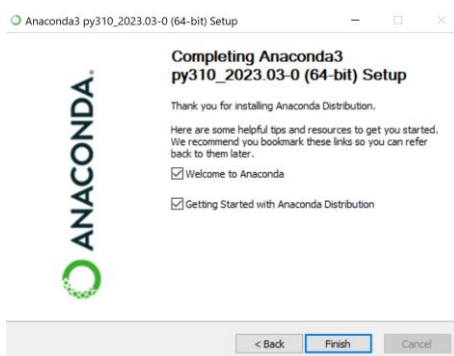 Anaconda3 py310_2023.03-0 (64-bit) Setup
Completing Anaconda3
py310_2023.03-0 (64-bit) Setup
Thank you for installing Anaconda Distribution.
Here are some helpful tips and resources to get you started.
We recommend you bookmark these links so you can refer
back to them later.
Welcome to Anaconda
Getting Started with Anaconda Distribution
ANACONDA.
< Back
Finish
Cancel